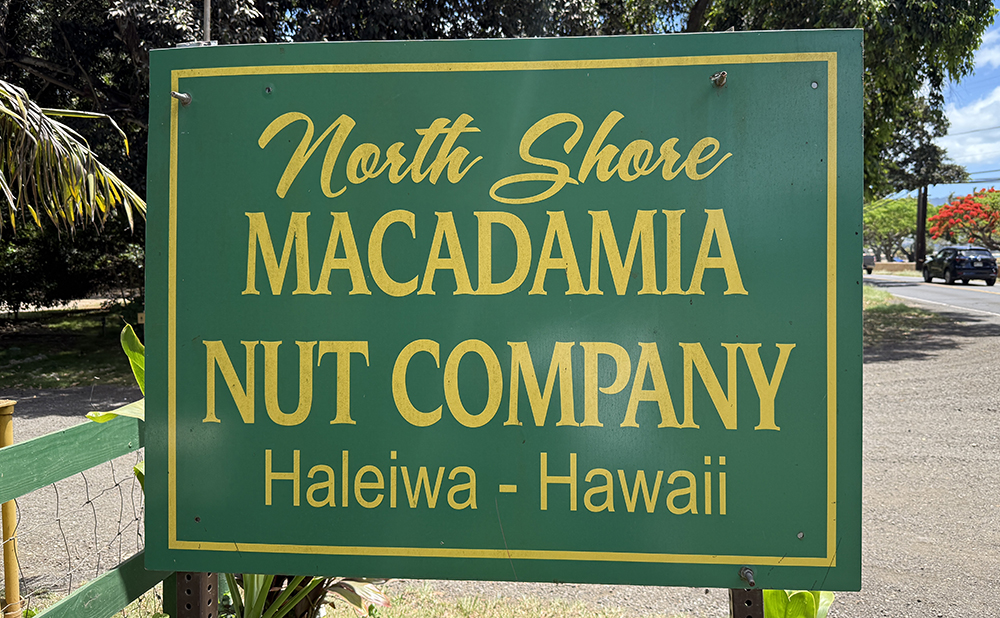 North Shore
MACADAMIA
NUT COMPANY
Haleiwa - Hawaii